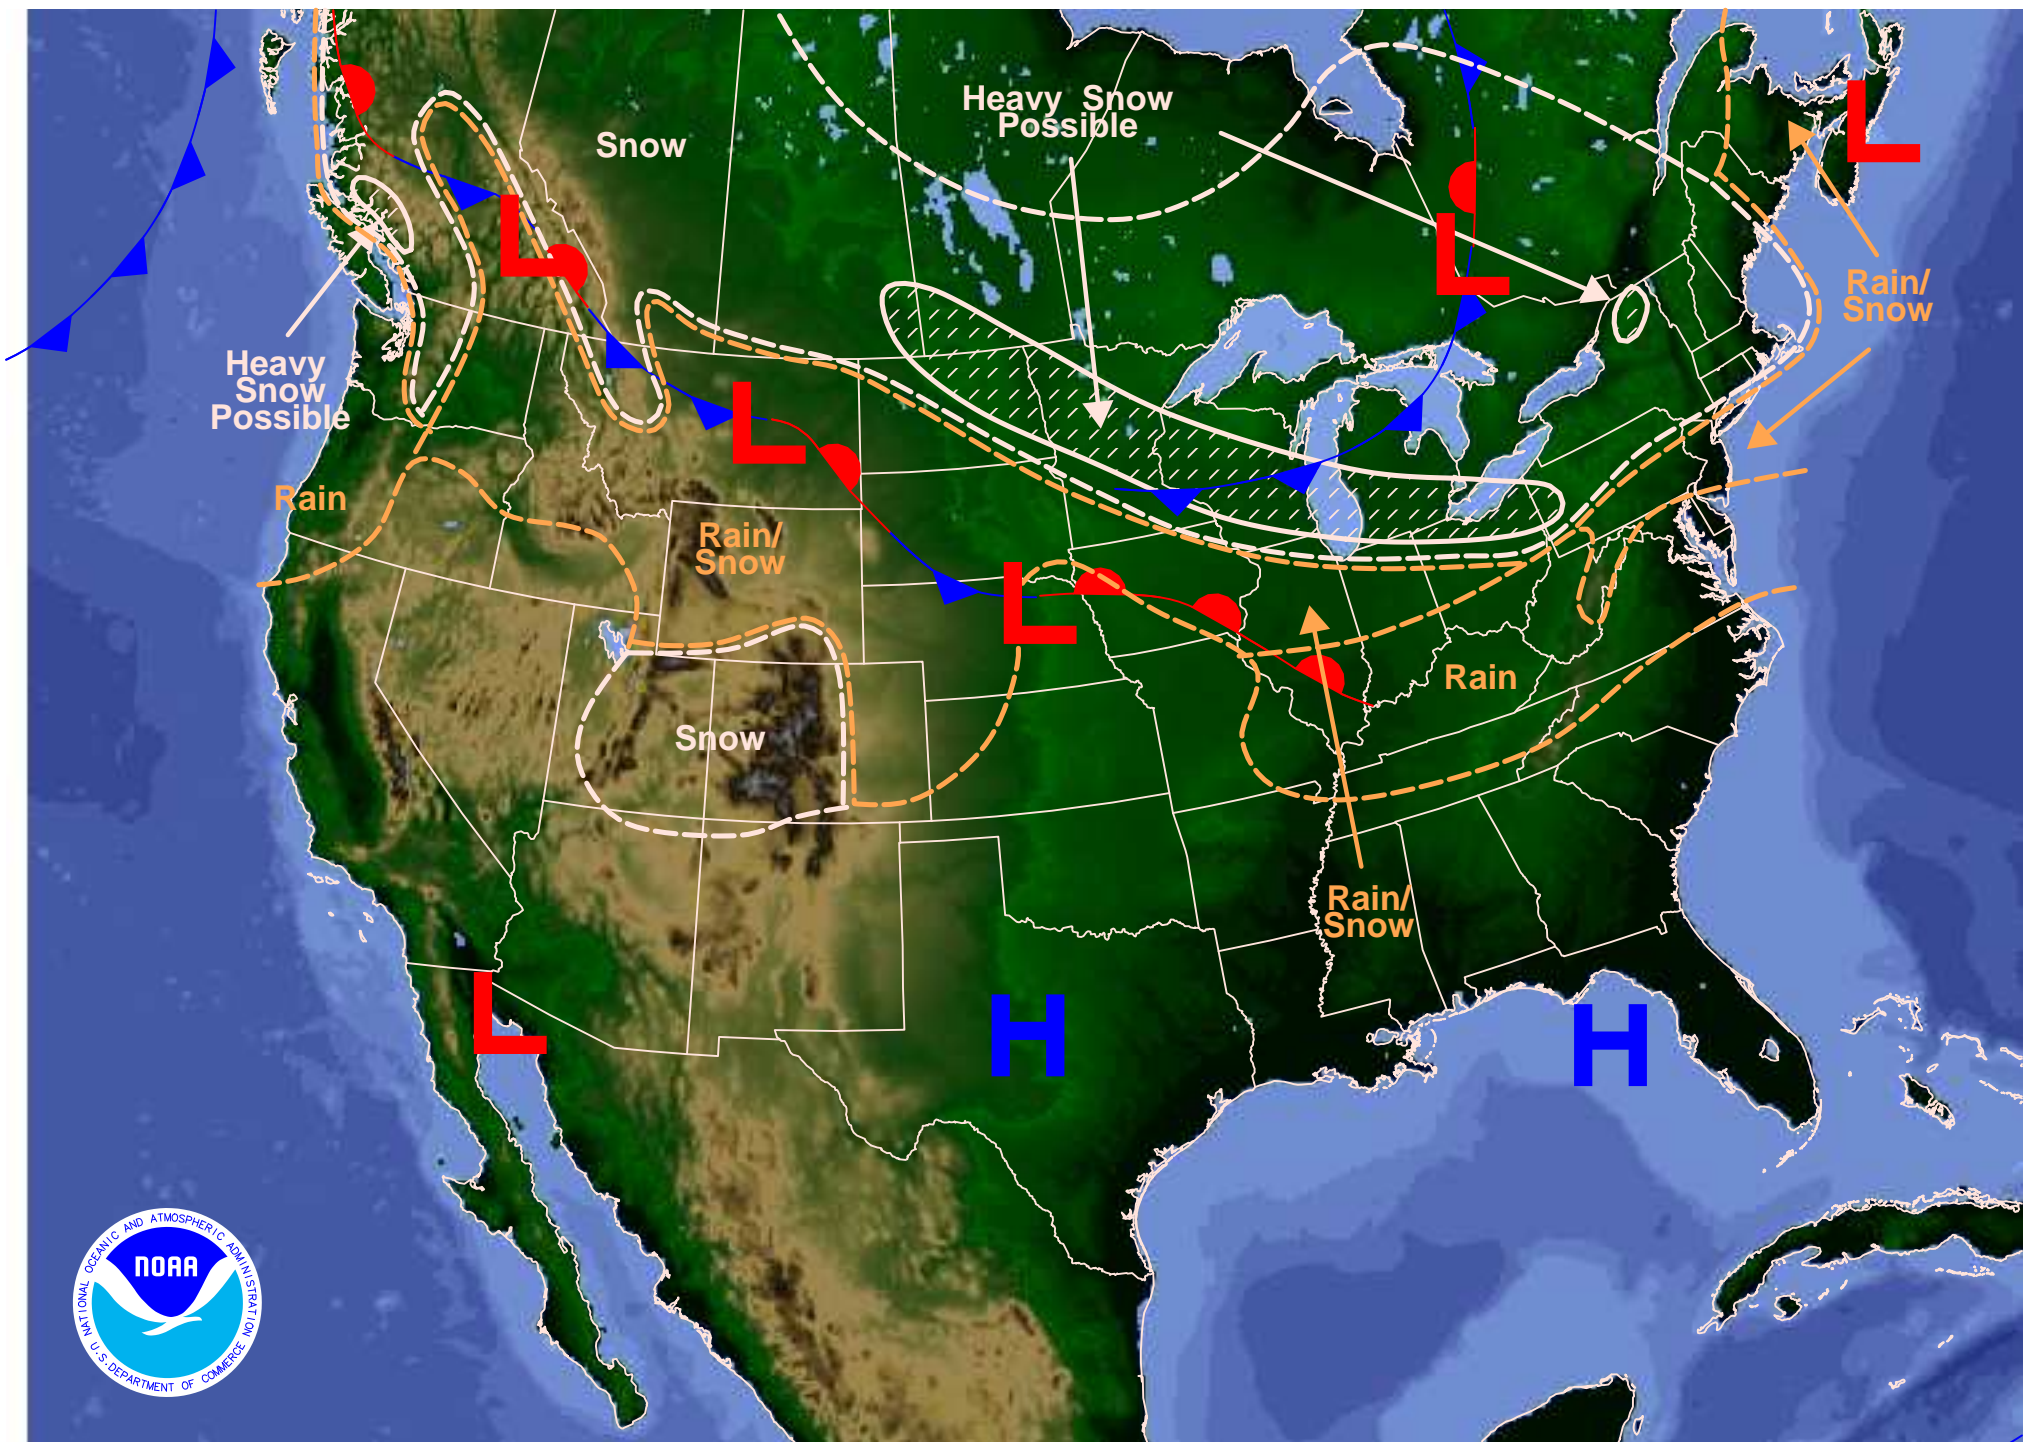 Heavy Snow
Possible
Snow
L
L
L
Rain/
Snow
Heavy
Snow
Possible
L
Rain
Rain/
Snow
L
Rain
Snow
Rain/
Snow
L
H
H
NOAA
NATIONAL OCEANIC AND ATMOSPHERIC ADMINISTRATION
U.S. DEPARTMENT OF COMMERCE